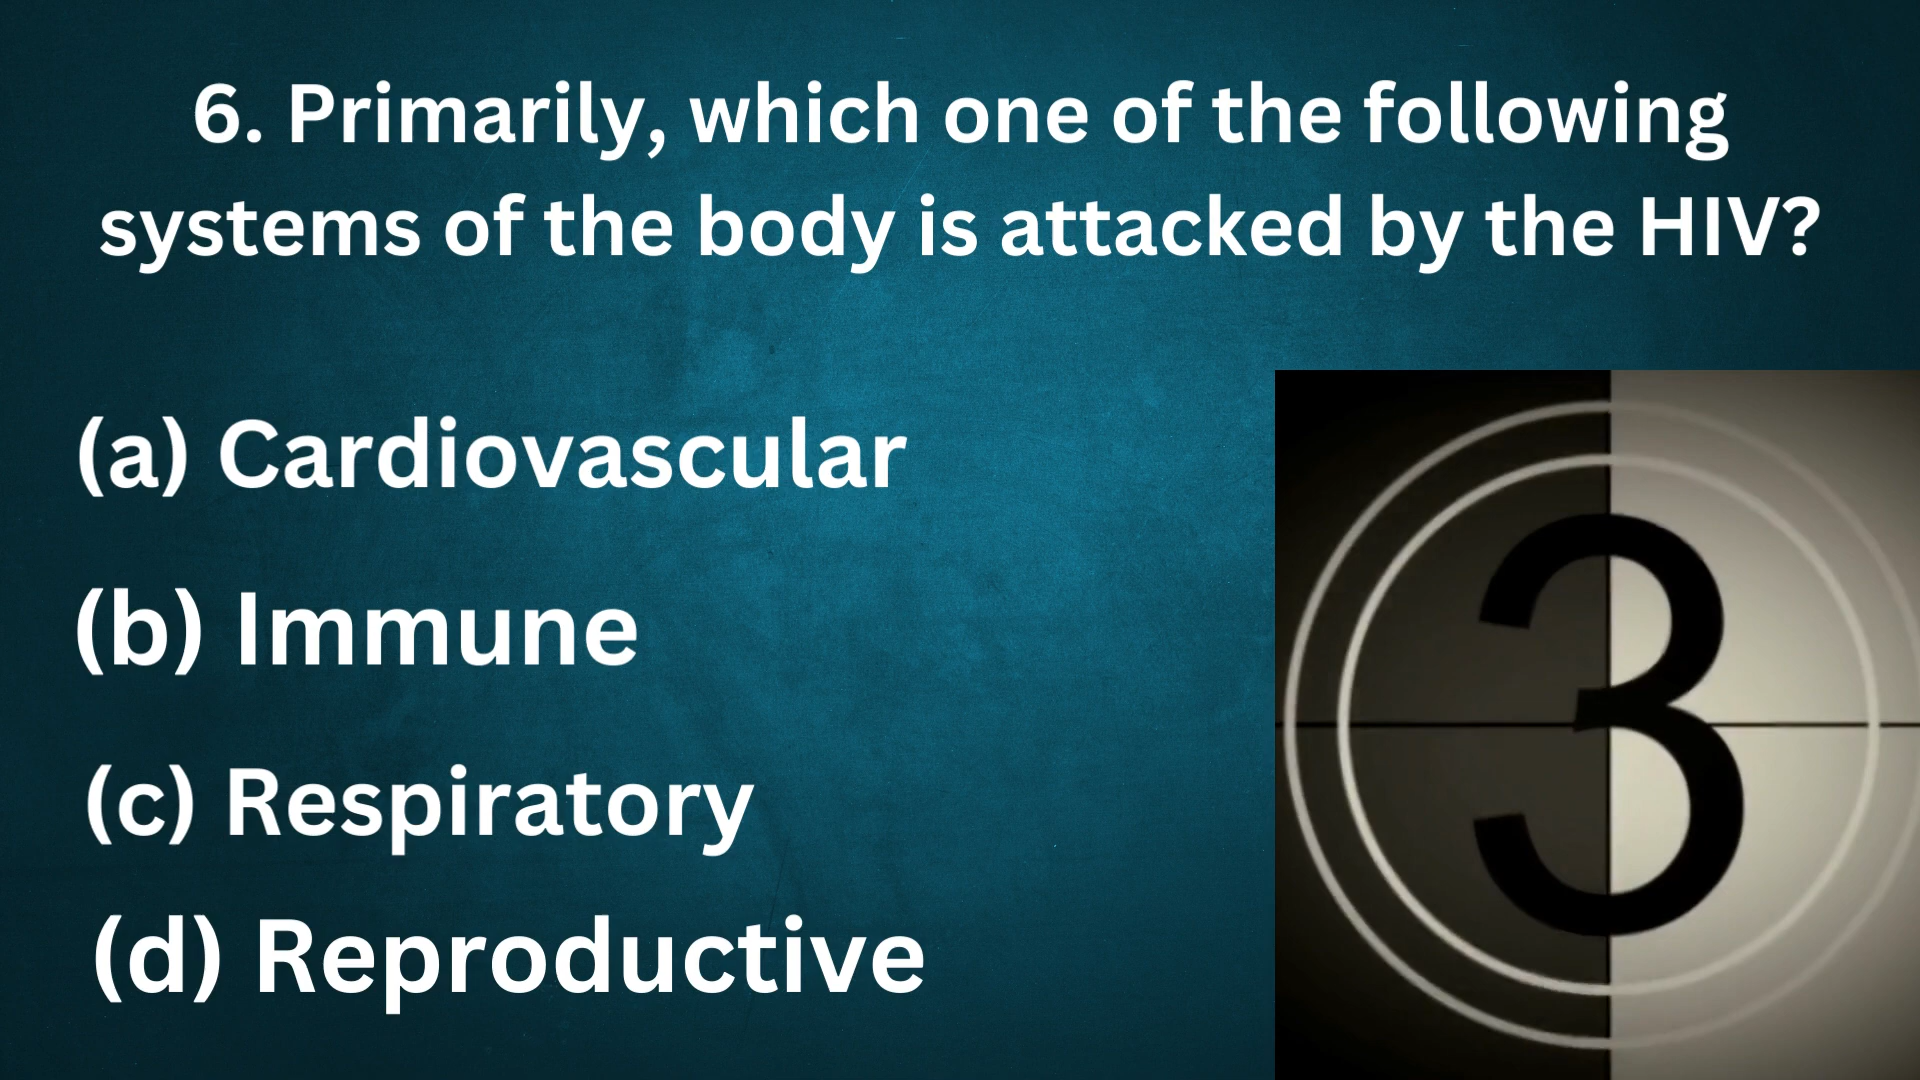 6. Primarily, which one of the following
systems of the body is attacked by the HIV?
(a) Cardiovascular
(b) Immune
(c) Respiratory
(d) Reproductive
3